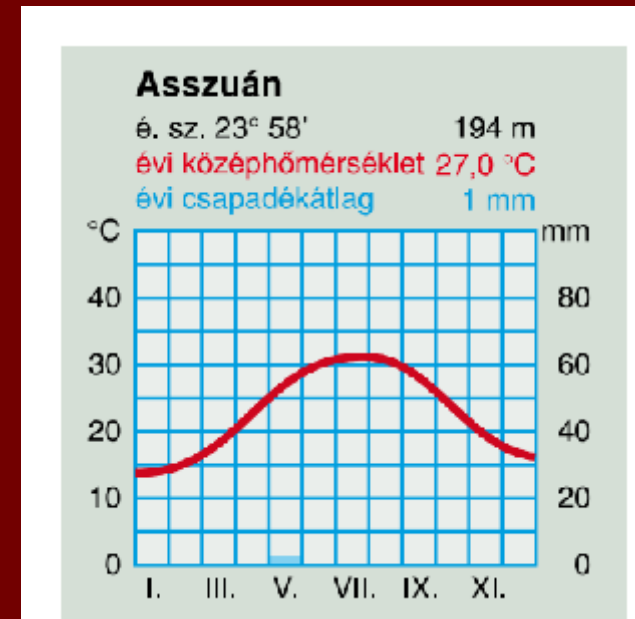 Asszuán
é. sz. 23° 58' 194 m
évi középhőmérséklet 27,0 °C
évi csapadékátlag 1 mm
°C mm
40 80
30 60
20 40
10 20
0 0
I. III. V. VII. IX. XI.